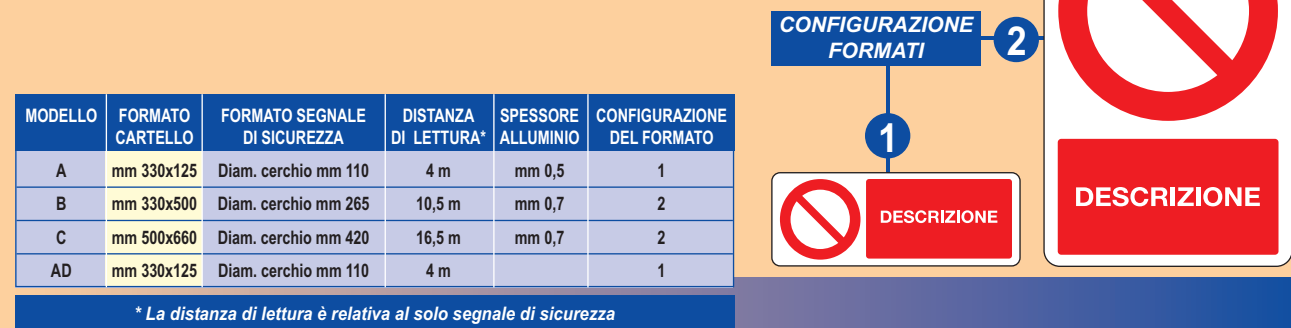 CONFIGURAZIONE
FORMATI
2
1
DESCRIZIONE
DESCRIZIONE
MODELLO FORMATO CARTELLO FORMATO SEGNALE DI SICUREZZA DISTANZA DI LETTURA* SPESSORE ALLUMINIO CONFIGURAZIONE DEL FORMATO
A mm 330x125 Diam. cerchio mm 110 4 m mm 0,5 1
B mm 330x500 Diam. cerchio mm 265 10,5 m mm 0,7 2
C mm 500x660 Diam. cerchio mm 420 16,5 m mm 0,7 2
AD mm 330x125 Diam. cerchio mm 110 4 m 1
* La distanza di lettura è relativa al solo segnale di sicurezza